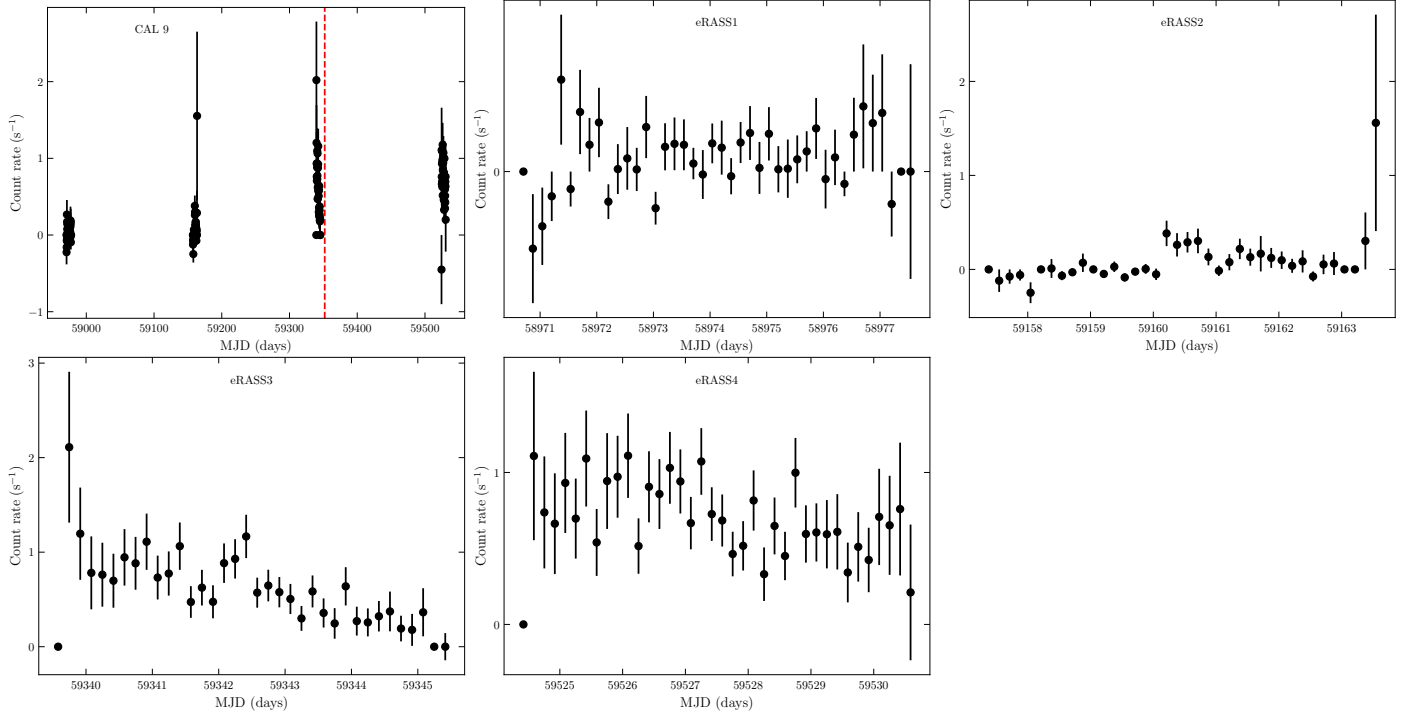 CAL 9
Count rate (s⁻¹)
2
1
0
−1
59000 59100 59200 59300 59400 59500
MJD (days)
eRASS1
Count rate (s⁻¹)
0
58971 58972 58973 58974 58975 58976 58977
MJD (days)
eRASS2
Count rate (s⁻¹)
2
1
0
59158 59159 59160 59161 59162 59163
MJD (days)
eRASS3
Count rate (s⁻¹)
3
2
1
0
59340 59341 59342 59343 59344 59345
MJD (days)
eRASS4
Count rate (s⁻¹)
1
0
59525 59526 59527 59528 59529 59530
MJD (days)